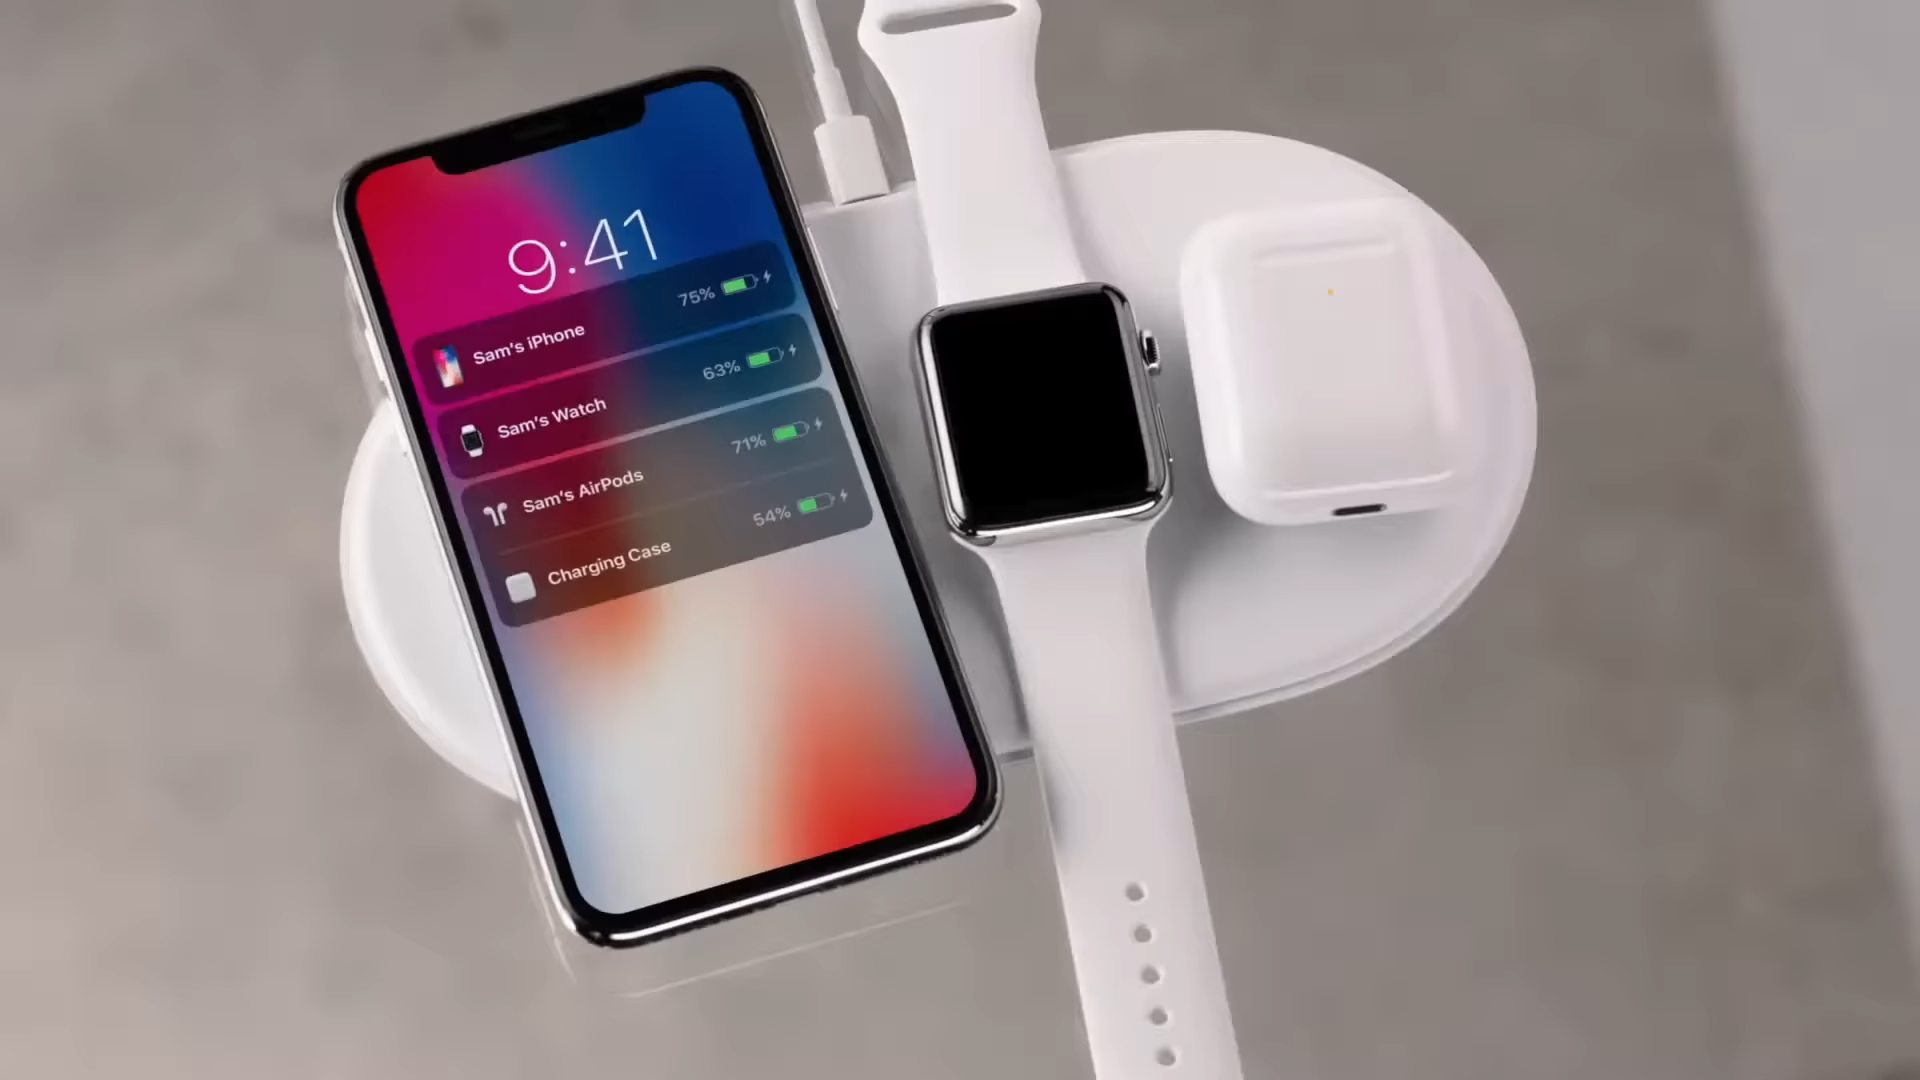 9:41
Sam's iPhone 75%
Sam's Watch 63%
Sam's AirPods 71%
Charging Case 54%